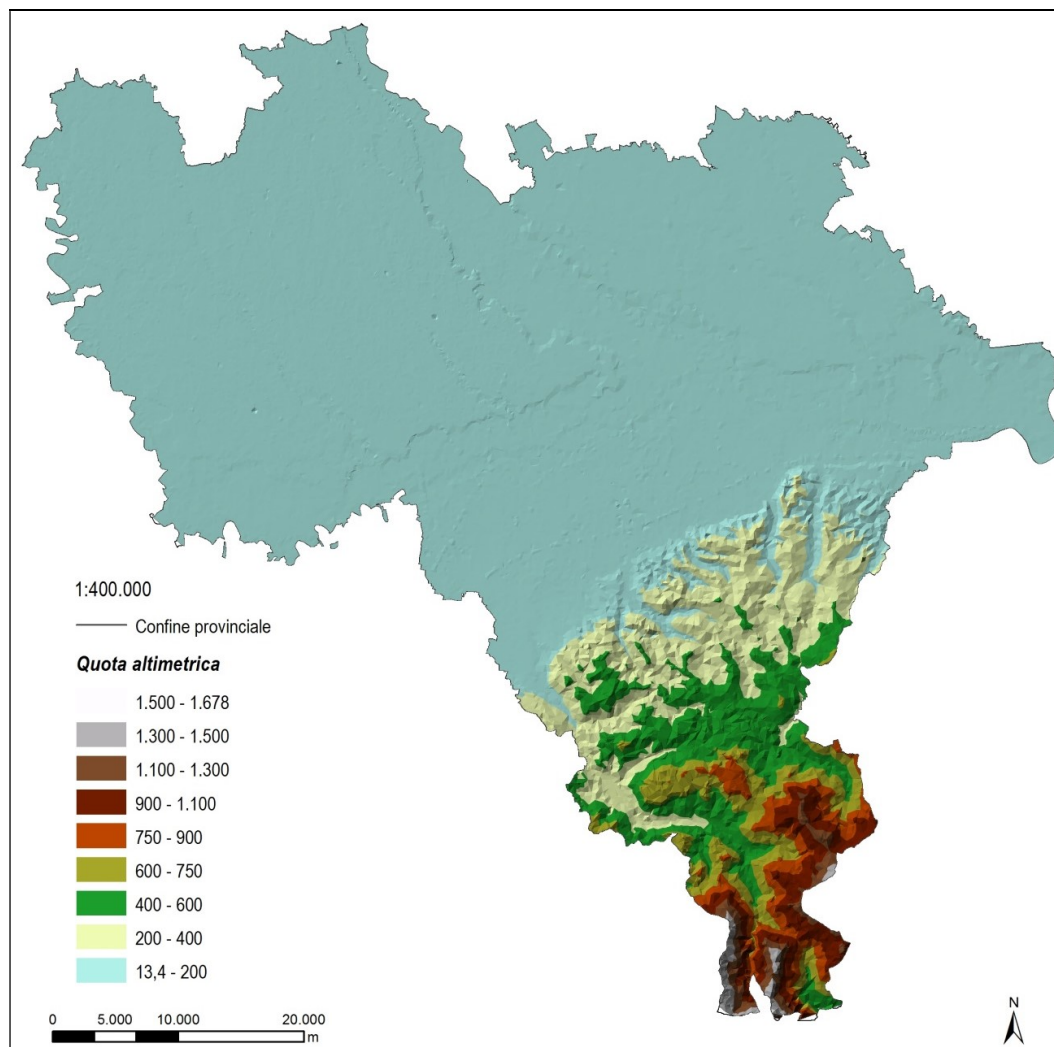 1:400.000
Confine provinciale
Quota altimetrica
1.500 - 1.678
1.300 - 1.500
1.100 - 1.300
900 - 1.100
750 - 900
600 - 750
400 - 600
200 - 400
13,4 - 200
0 5.000 10.000 20.000
m
N